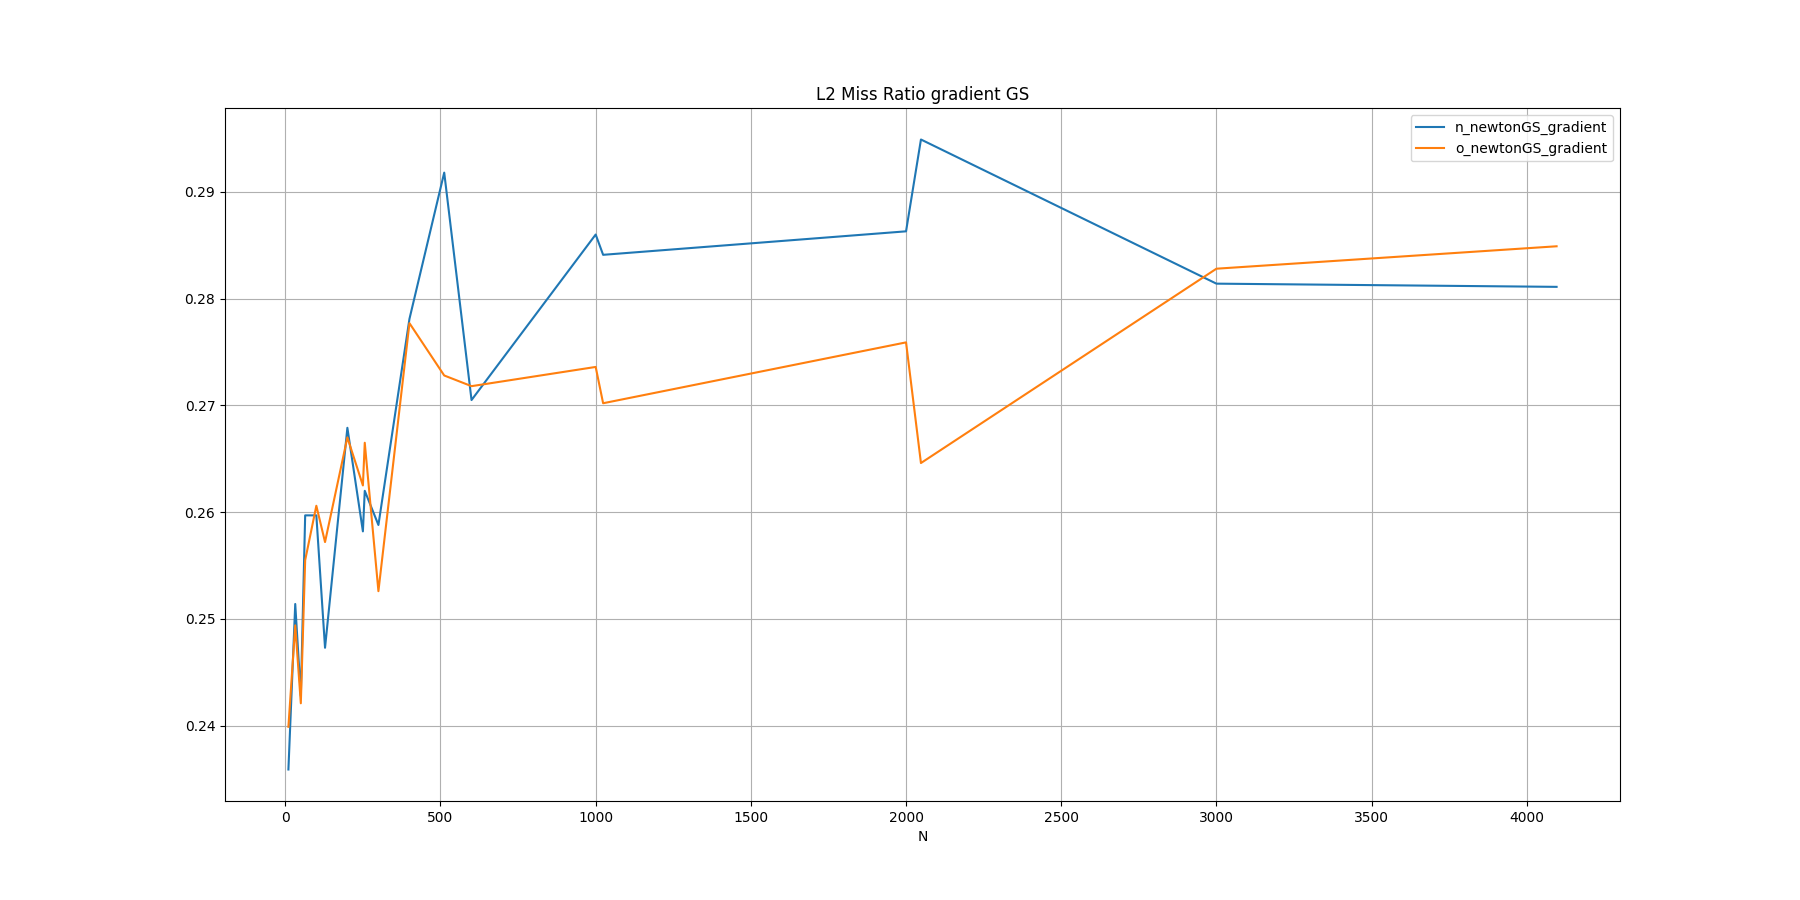 L2 Miss Ratio gradient GS
n_newtonGS_gradient
o_newtonGS_gradient
0.29
0.28
0.27
0.26
0.25
0.24
0 500 1000 1500 2000 2500 3000 3500 4000
N